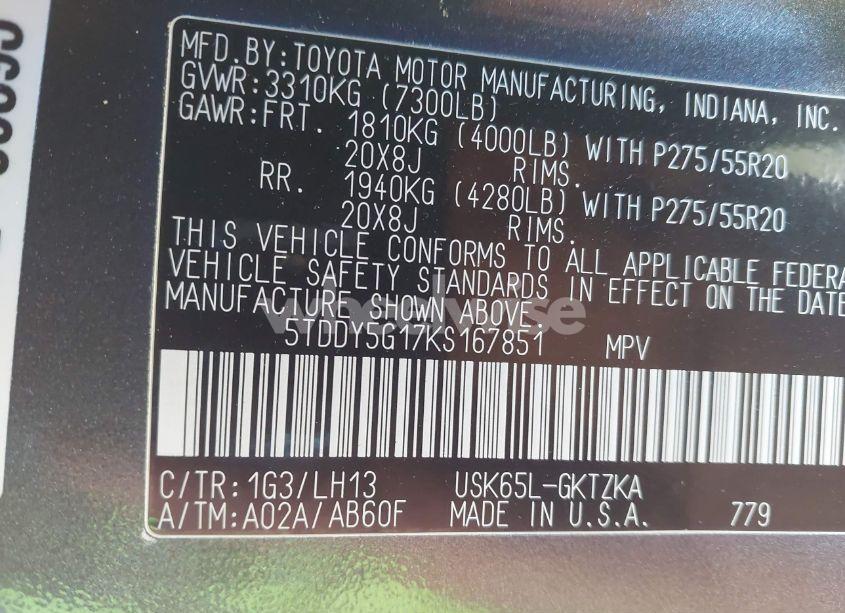 MFD.BY:TOYOTA MOTOR MANUFACTURING, INDIANA, INC.
GVWR:3310KG (7300LB)
GAWR:FRT. 1810KG (4000LB) WITH P275/55R20
20X8J RIMS.
RR. 1940KG (4280LB) WITH P275/55R20
20X8J RIMS.
THIS VEHICLE CONFORMS TO ALL APPLICABLE FEDERA
VEHICLE SAFETY STANDARDS IN EFFECT ON THE DATE
MANUFACTURE SHOWN ABOVE.
wheelwise
5TDDY5G17KS167851 MPV
C/TR:1G3/LH13 USK65L-GKTZKA
A/TM:A02A/AB60F MADE IN U.S.A. 779